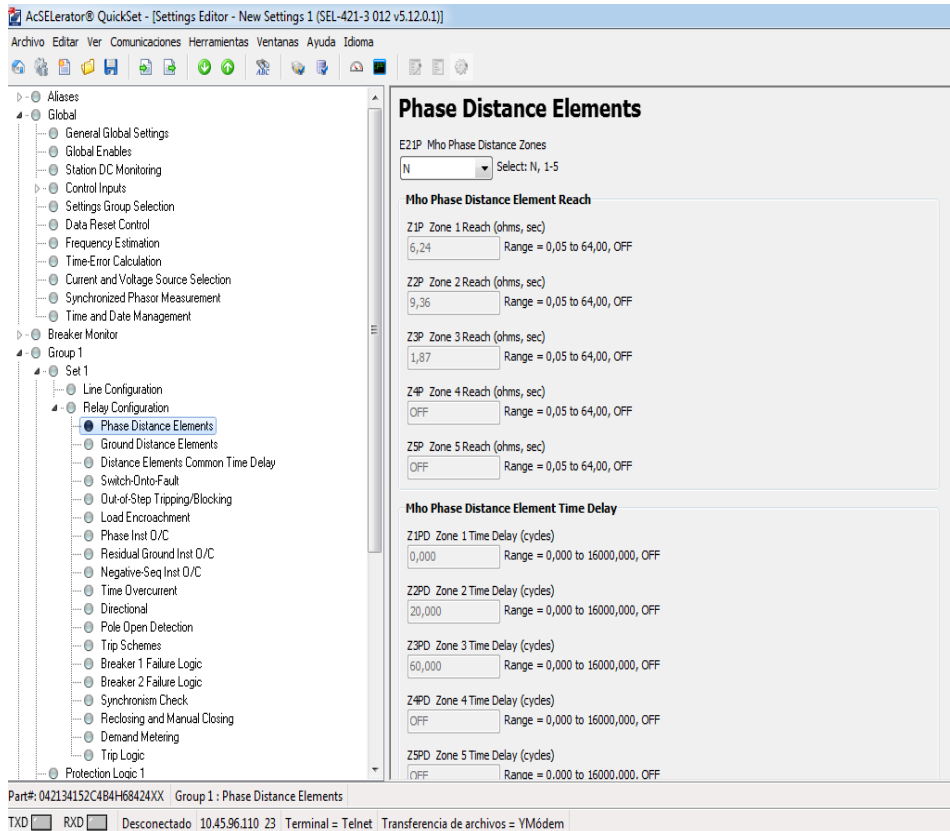 AcSELerator® QuickSet - [Settings Editor - New Settings 1 (SEL-421-3 012 v5.12.0.1)]
Archivo Editar Ver Comunicaciones Herramientas Ventanas Ayuda Idioma
Aliases
Global
General Global Settings
Global Enables
Station DC Monitoring
Control Inputs
Settings Group Selection
Data Reset Control
Frequency Estimation
Time-Error Calculation
Current and Voltage Source Selection
Synchronized Phasor Measurement
Time and Date Management
Breaker Monitor
Group 1
Set 1
Line Configuration
Relay Configuration
Phase Distance Elements
Ground Distance Elements
Distance Elements Common Time Delay
Switch-Onto-Fault
Out-of-Step Tripping/Blocking
Load Encroachment
Phase Inst O/C
Residual Ground Inst O/C
Negative-Seq Inst O/C
Time Overcurrent
Directional
Pole Open Detection
Trip Schemes
Breaker 1 Failure Logic
Breaker 2 Failure Logic
Synchronism Check
Reclosing and Manual Closing
Demand Metering
Trip Logic
Protection Logic 1
Phase Distance Elements
E21P Mho Phase Distance Zones
N Select: N, 1-5
Mho Phase Distance Element Reach
Z1P Zone 1 Reach (ohms, sec)
6,24 Range = 0,05 to 64,00, OFF
Z2P Zone 2 Reach (ohms, sec)
9,36 Range = 0,05 to 64,00, OFF
Z3P Zone 3 Reach (ohms, sec)
1,87 Range = 0,05 to 64,00, OFF
Z4P Zone 4 Reach (ohms, sec)
OFF Range = 0,05 to 64,00, OFF
Z5P Zone 5 Reach (ohms, sec)
OFF Range = 0,05 to 64,00, OFF
Mho Phase Distance Element Time Delay
Z1PD Zone 1 Time Delay (cycles)
0,000 Range = 0,000 to 16000,000, OFF
Z2PD Zone 2 Time Delay (cycles)
20,000 Range = 0,000 to 16000,000, OFF
Z3PD Zone 3 Time Delay (cycles)
60,000 Range = 0,000 to 16000,000, OFF
Z4PD Zone 4 Time Delay (cycles)
OFF Range = 0,000 to 16000,000, OFF
Z5PD Zone 5 Time Delay (cycles)
OFF Range = 0,000 to 16000,000, OFF
Part#: 042134152C4B4H68424XX Group 1 : Phase Distance Elements
TXD RXD Desconectado 10.45.96.110 23 Terminal = Telnet Transferencia de archivos = YMódem